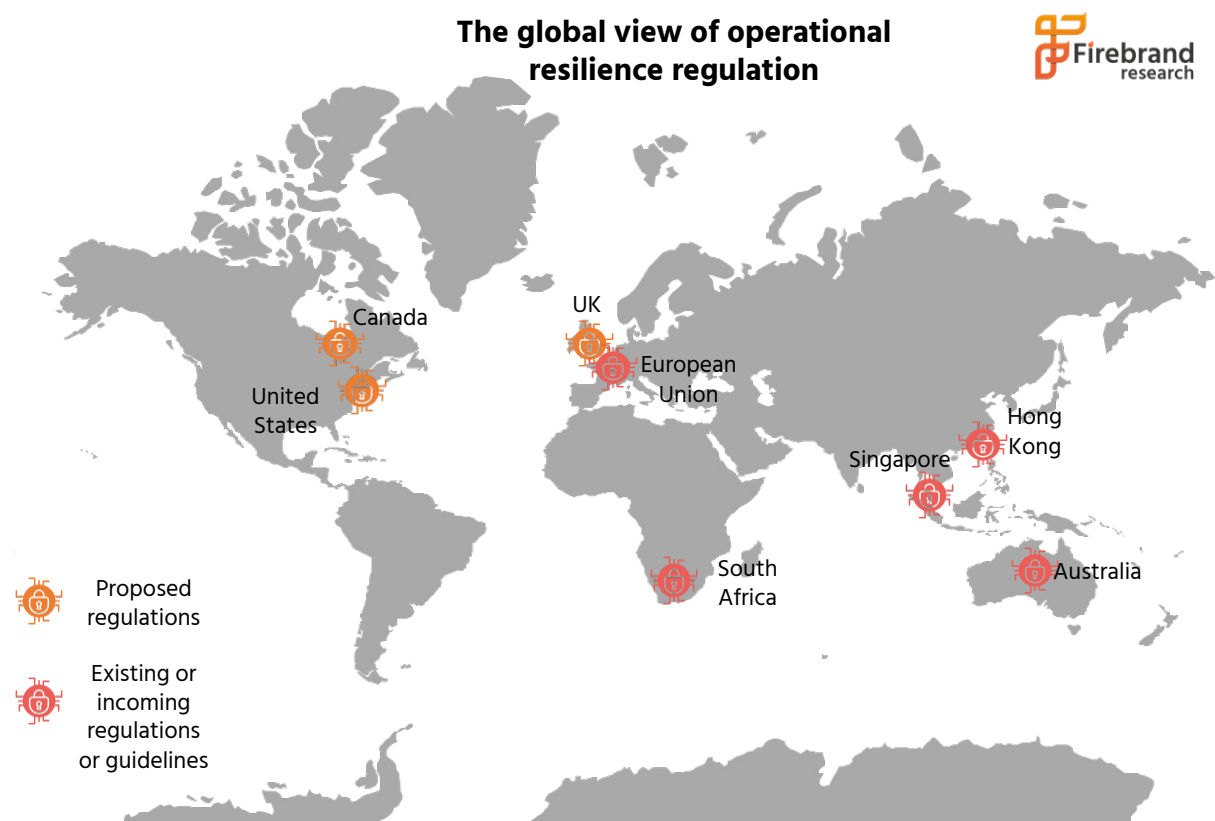 The global view of operational
resilience regulation
Firebrand
research
Canada
UK
European
Union
United
States
Hong
Kong
Singapore
South
Africa
Australia
Proposed
regulations
Existing or
incoming
regulations
or guidelines